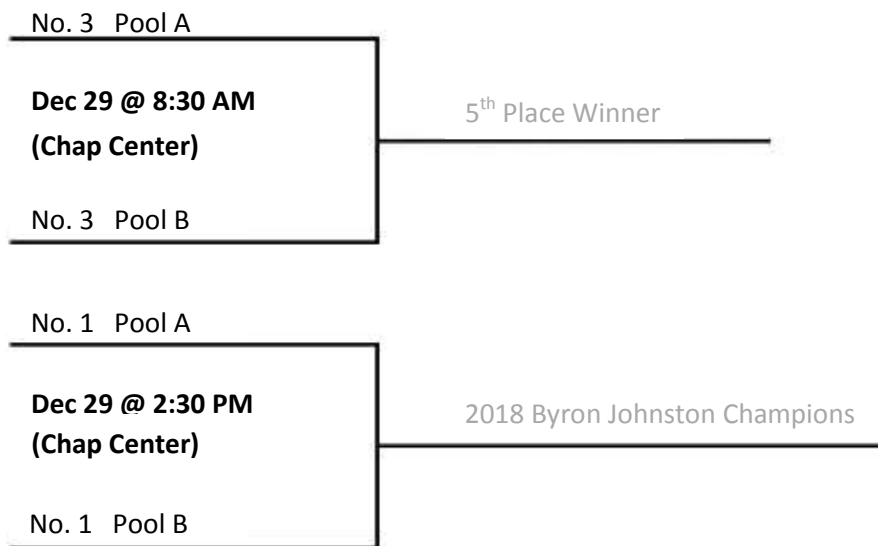 No. 3 Pool A
Dec 29 @ 8:30 AM
(Chap Center)
5th Place Winner
No. 3 Pool B
No. 1 Pool A
Dec 29 @ 2:30 PM
(Chap Center)
2018 Byron Johnston Champions
No. 1 Pool B